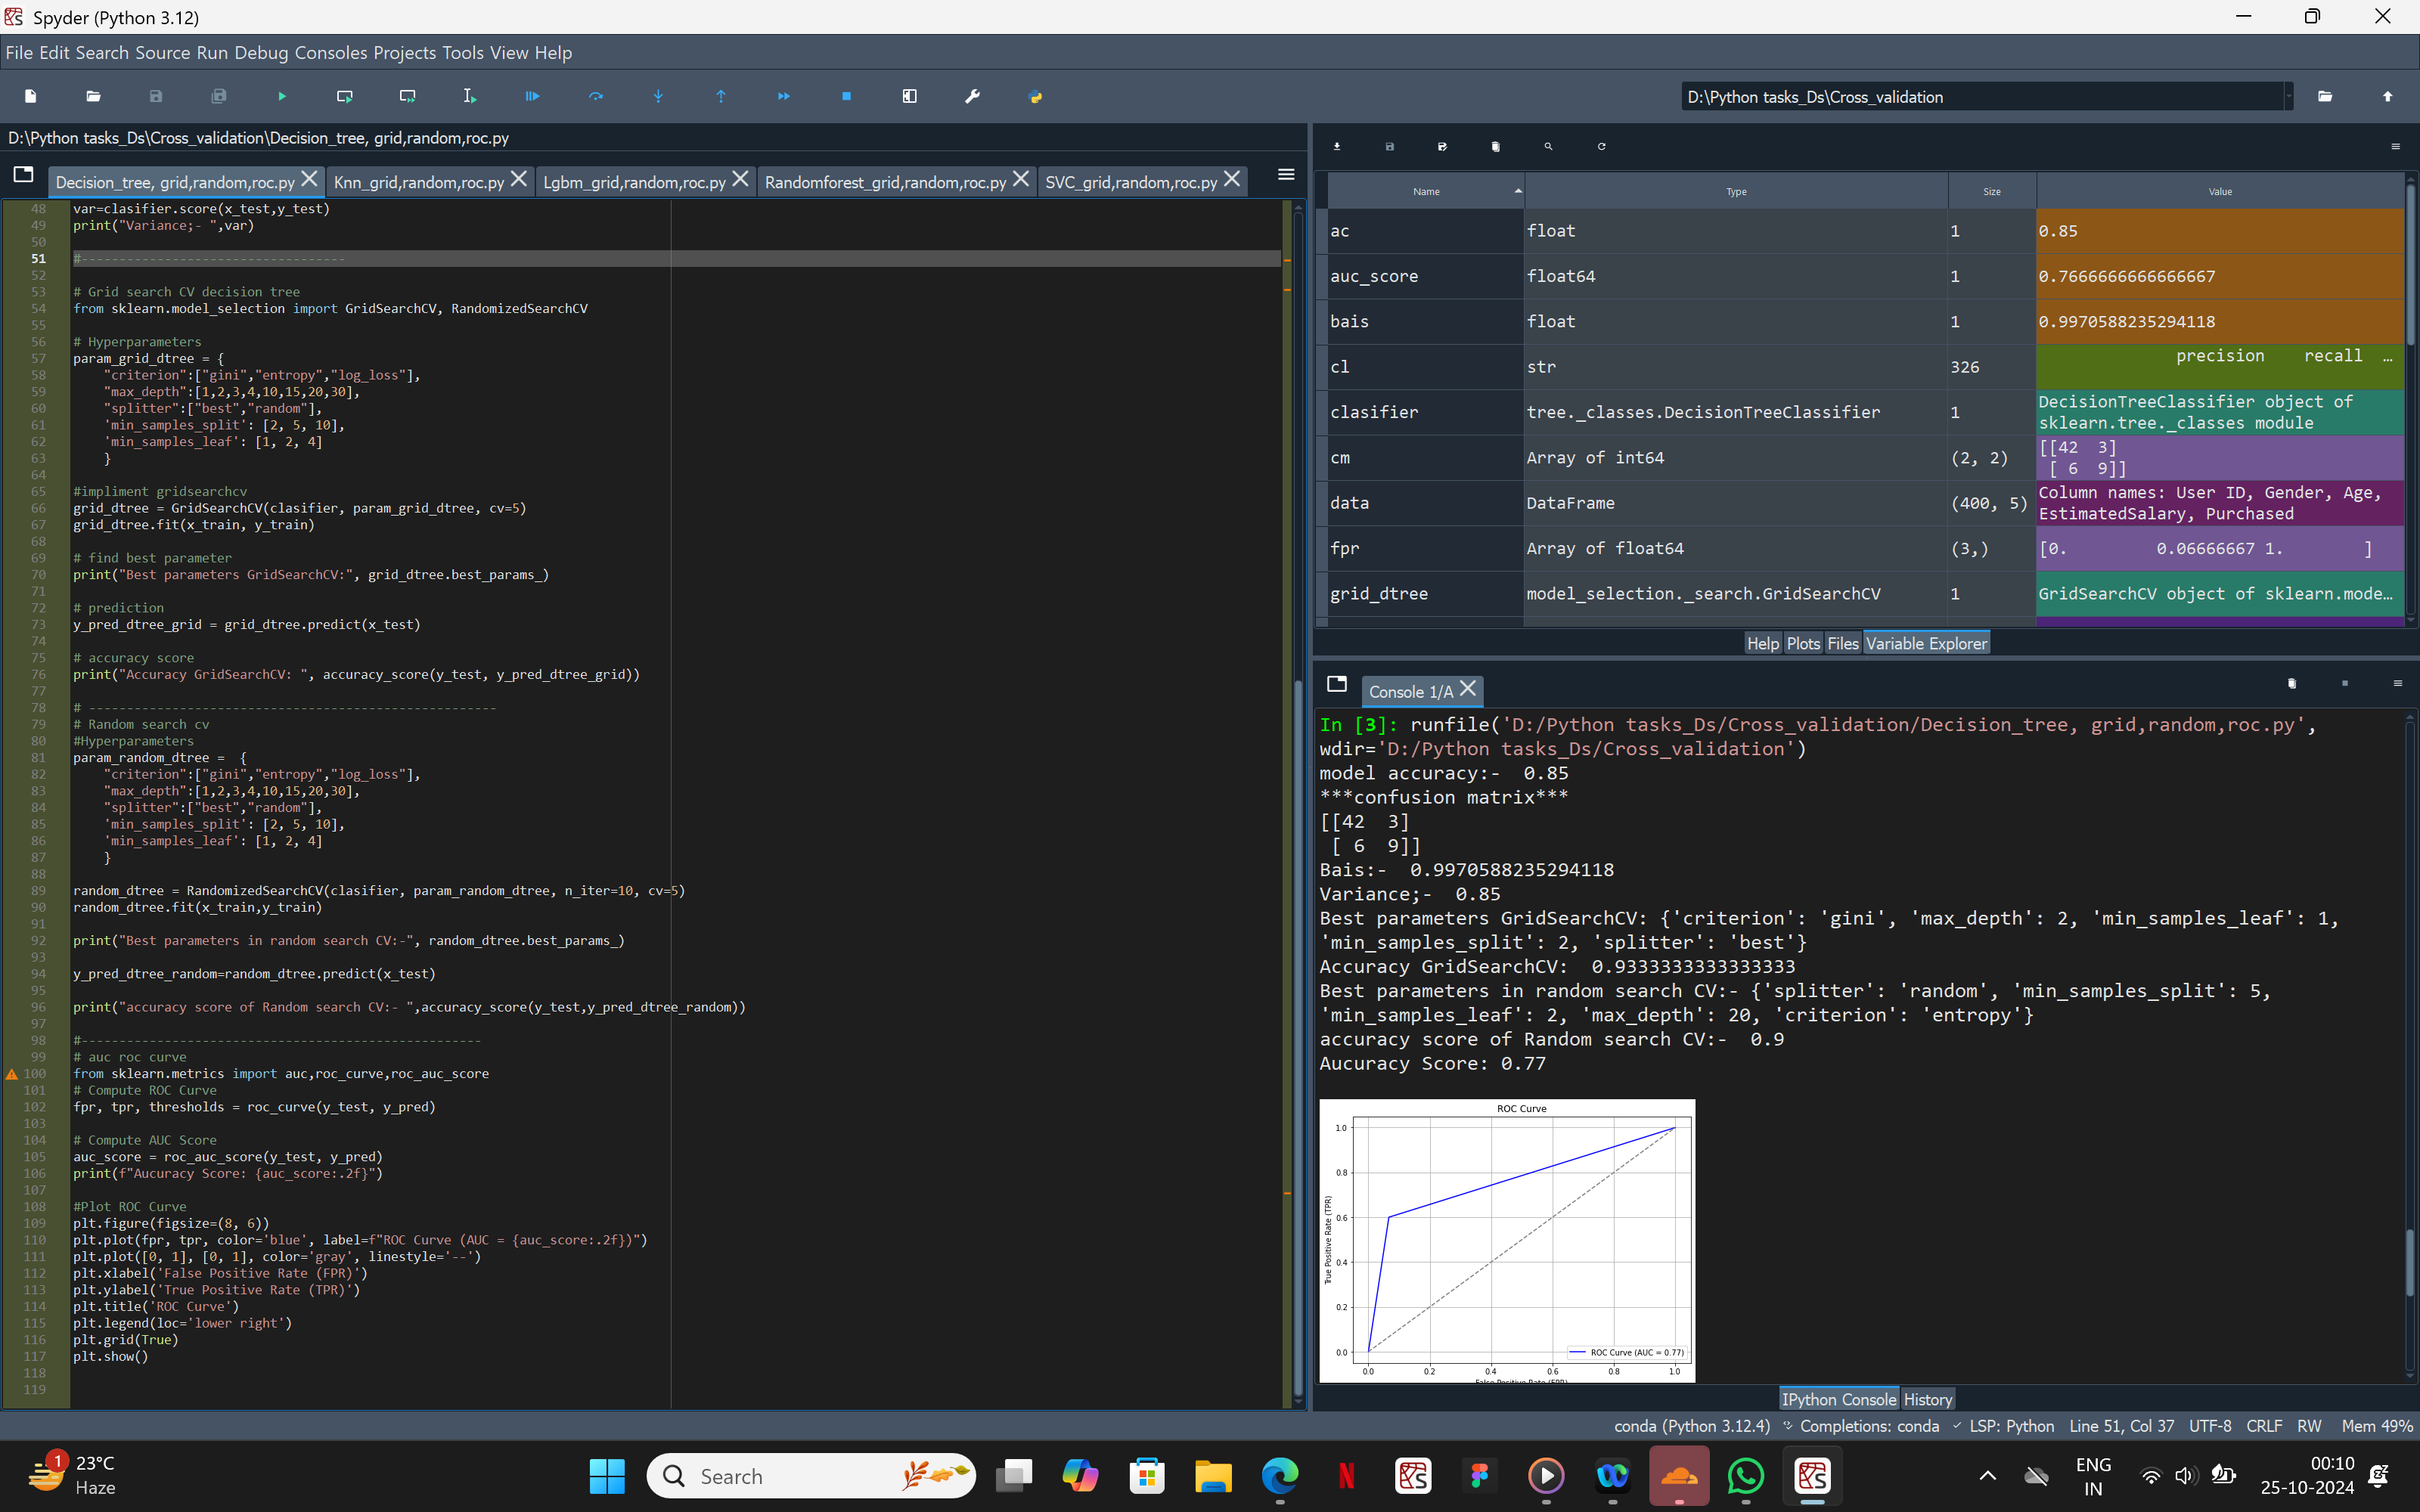 Spyder (Python 3.12)
File Edit Search Source Run Debug Consoles Projects Tools View Help
D:\Python tasks_Ds\Cross_validation
D:\Python tasks_Ds\Cross_validation\Decision_tree, grid,random,roc.py
Decision_tree, grid,random,roc.py Knn_grid,random,roc.py Lgbm_grid,random,roc.py Randomforest_grid,random,roc.py SVC_grid,random,roc.py
48 var=clasifier.score(x_test,y_test)
49 print("Variance;- ",var)
50
51 #-----------------------------------
52
53 # Grid search CV decision tree
54 from sklearn.model_selection import GridSearchCV, RandomizedSearchCV
55
56 # Hyperparameters
57 param_grid_dtree = {
58 "criterion":["gini","entropy","log_loss"],
59 "max_depth":[1,2,3,4,10,15,20,30],
60 "splitter":["best","random"],
61 'min_samples_split': [2, 5, 10],
62 'min_samples_leaf': [1, 2, 4]
63 }
64
65 #impliment gridsearchcv
66 grid_dtree = GridSearchCV(clasifier, param_grid_dtree, cv=5)
67 grid_dtree.fit(x_train, y_train)
68
69 # find best parameter
70 print("Best parameters GridSearchCV:", grid_dtree.best_params_)
71
72 # prediction
73 y_pred_dtree_grid = grid_dtree.predict(x_test)
74
75 # accuracy score
76 print("Accuracy GridSearchCV: ", accuracy_score(y_test, y_pred_dtree_grid))
77
78 # ------------------------------------------------------
79 # Random search cv
80 #Hyperparameters
81 param_random_dtree = {
82 "criterion":["gini","entropy","log_loss"],
83 "max_depth":[1,2,3,4,10,15,20,30],
84 "splitter":["best","random"],
85 'min_samples_split': [2, 5, 10],
86 'min_samples_leaf': [1, 2, 4]
87 }
88
89 random_dtree = RandomizedSearchCV(clasifier, param_random_dtree, n_iter=10, cv=5)
90 random_dtree.fit(x_train,y_train)
91
92 print("Best parameters in random search CV:-", random_dtree.best_params_)
93
94 y_pred_dtree_random=random_dtree.predict(x_test)
95
96 print("accuracy score of Random search CV:- ",accuracy_score(y_test,y_pred_dtree_random))
97
98 #-----------------------------------------------------
99 # auc roc curve
100 from sklearn.metrics import auc,roc_curve,roc_auc_score
101 # Compute ROC Curve
102 fpr, tpr, thresholds = roc_curve(y_test, y_pred)
103
104 # Compute AUC Score
105 auc_score = roc_auc_score(y_test, y_pred)
106 print(f"Aucuracy Score: {auc_score:.2f}")
107
108 #Plot ROC Curve
109 plt.figure(figsize=(8, 6))
110 plt.plot(fpr, tpr, color='blue', label=f"ROC Curve (AUC = {auc_score:.2f})")
111 plt.plot([0, 1], [0, 1], color='gray', linestyle='--')
112 plt.xlabel('False Positive Rate (FPR)')
113 plt.ylabel('True Positive Rate (TPR)')
114 plt.title('ROC Curve')
115 plt.legend(loc='lower right')
116 plt.grid(True)
117 plt.show()
118
119
Name Type Size Value
ac float 1 0.85
auc_score float64 1 0.7666666666666667
bais float 1 0.9970588235294118
cl str 326 precision recall …
clasifier tree._classes.DecisionTreeClassifier 1 DecisionTreeClassifier object of
sklearn.tree._classes module
cm Array of int64 (2, 2) [[42 3]
[ 6 9]]
data DataFrame (400, 5) Column names: User ID, Gender, Age,
EstimatedSalary, Purchased
fpr Array of float64 (3,) [0. 0.06666667 1. ]
grid_dtree model_selection._search.GridSearchCV 1 GridSearchCV object of sklearn.mode…
Help Plots Files Variable Explorer
Console 1/A
In [3]: runfile('D:/Python tasks_Ds/Cross_validation/Decision_tree, grid,random,roc.py',
wdir='D:/Python tasks_Ds/Cross_validation')
model accuracy:- 0.85
***confusion matrix***
[[42 3]
[ 6 9]]
Bais:- 0.9970588235294118
Variance;- 0.85
Best parameters GridSearchCV: {'criterion': 'gini', 'max_depth': 2, 'min_samples_leaf': 1,
'min_samples_split': 2, 'splitter': 'best'}
Accuracy GridSearchCV: 0.9333333333333333
Best parameters in random search CV:- {'splitter': 'random', 'min_samples_split': 5,
'min_samples_leaf': 2, 'max_depth': 20, 'criterion': 'entropy'}
accuracy score of Random search CV:- 0.9
Aucuracy Score: 0.77
ROC Curve
1.0
0.8
0.6
0.4
0.2
0.0
True Positive Rate (TPR)
ROC Curve (AUC = 0.77)
0.0 0.2 0.4 0.6 0.8 1.0
False Positive Rate (FPR)
IPython Console History
conda (Python 3.12.4) Completions: conda LSP: Python Line 51, Col 37 UTF-8 CRLF RW Mem 49%
1
23°C
Haze
Search
ENG
IN
00:10
25-10-2024